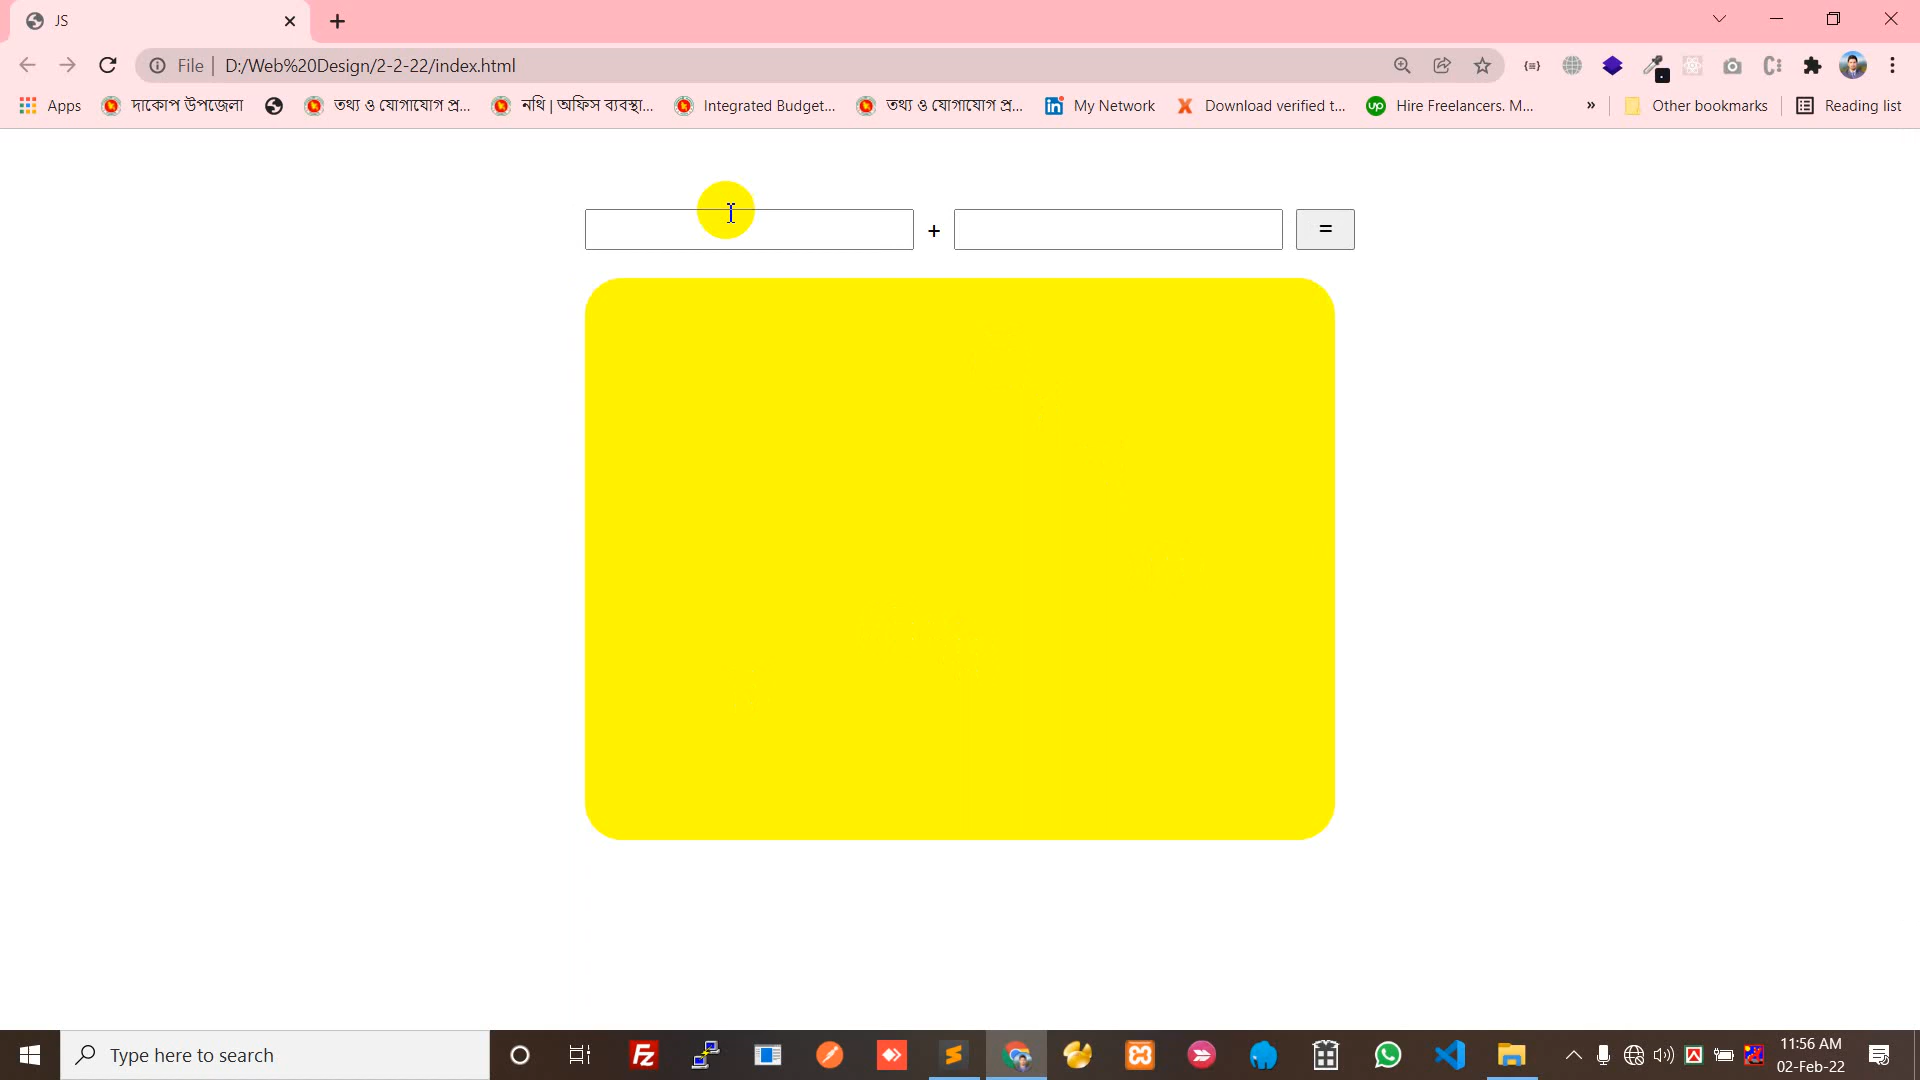 JS
File | D:/Web%20Design/2-2-22/index.html
Apps দাকোপ উপজেলা তথ্য ও যোগাযোগ প্র... নথি | অফিস ব্যবস্থা... Integrated Budget... তথ্য ও যোগাযোগ প্র... My Network Download verified t... Hire Freelancers. M... » Other bookmarks Reading list
+ =
Type here to search
11:56 AM
02-Feb-22